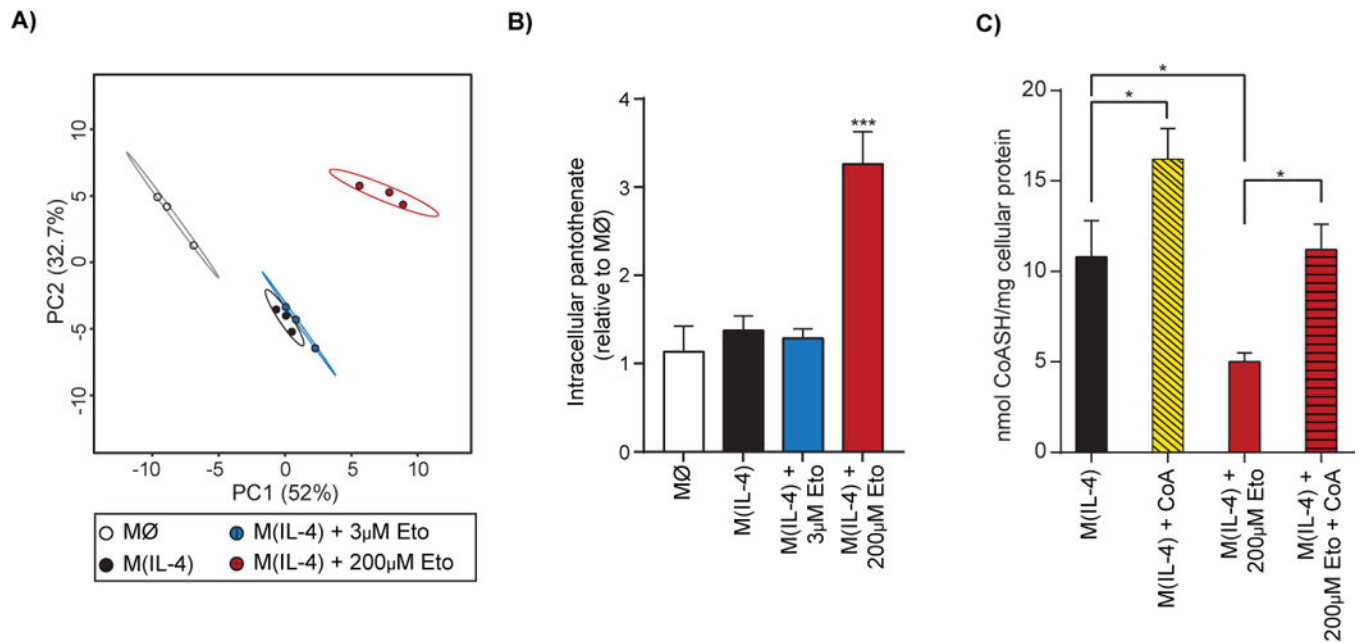 A)
10
5
0
-5
-10
PC2 (32.7%)
-10
-5
0
5
10
PC1 (52%)
MØ
M(IL-4) + 3μM Eto
M(IL-4)
M(IL-4) + 200μM Eto
B)
Intracellular pantothenate
(relative to MØ)
4
3
2
1
0
***
MØ
M(IL-4)
M(IL-4) +
3μM Eto
M(IL-4) +
200μM Eto
C)
nmol CoASH/mg cellular protein
20
15
10
5
0
*
*
*
M(IL-4)
M(IL-4) + CoA
M(IL-4) +
200μM Eto
M(IL-4) +
200μM Eto + CoA